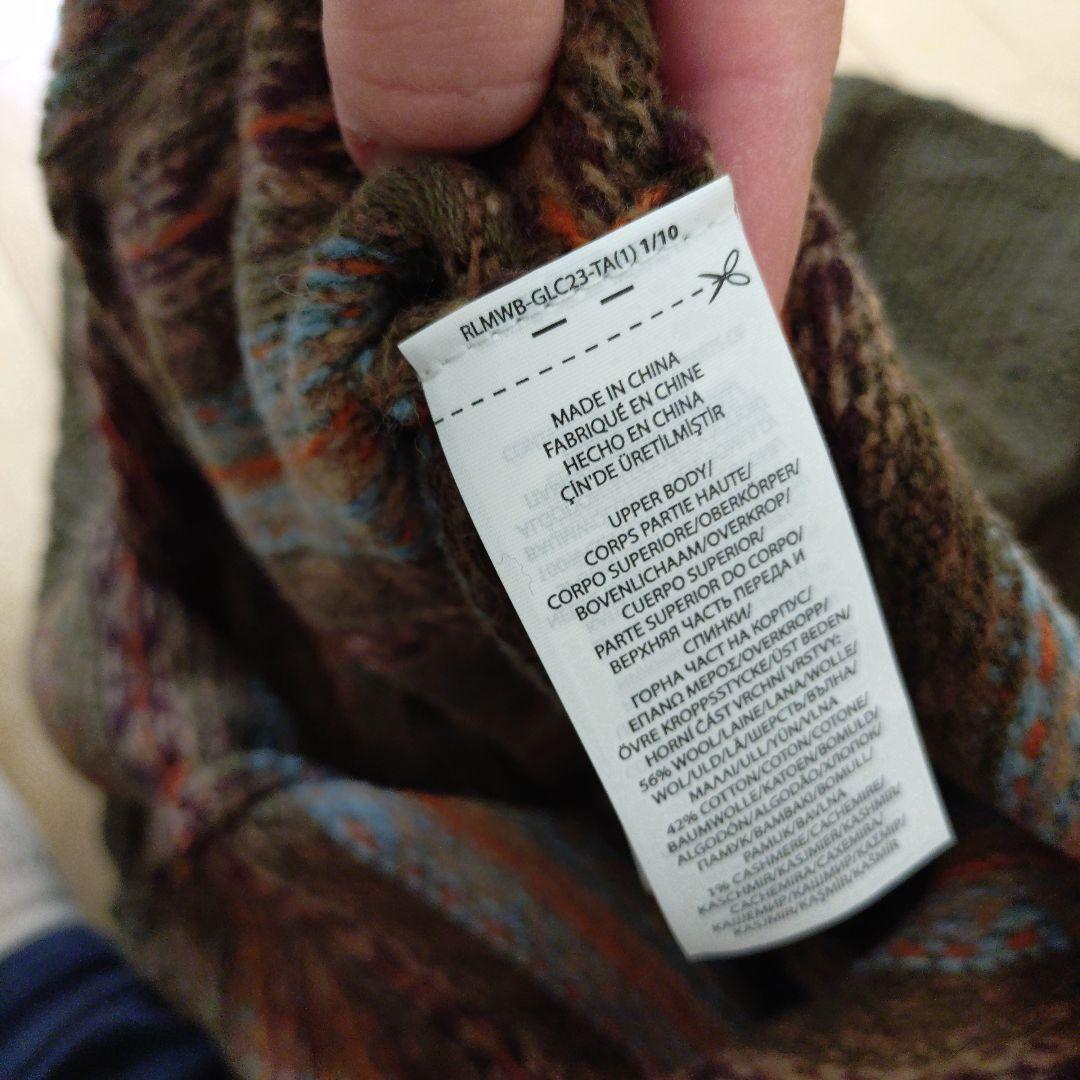 RLMWB-GLC23-TA(1) 1/10
MADE IN CHINA
FABRIQUÉ EN CHINE
HECHO EN CHINA
ÇİN'DE ÜRETİLMİŞTİR
UPPER BODY/
CORPS PARTIE HAUTE/
CORPO SUPERIORE/OBERKÖRPER/
BOVENLICHAAM/OVERKROP/
CUERPO SUPERIOR/
PARTE SUPERIOR DO CORPO/
ВЕРХНЯЯ ЧАСТЬ ПЕРЕДА И
СПИНКИ/
ГОРНА ЧАСТ НА КОРПУС/
ΕΠΑΝΩ ΜΕΡΟΣ/OVERKROPP/
ÖVRE KROPPSSTYCKE/ÜST BEDEN/
HORNÍ ČÁST VRCHNÍ VRSTVY:
56% WOOL/LAINE/LANA/WOLLE/
WOL/ULD/LÃ/ШЕРСТЬ/ВЪЛНА/
ΜΑΛΛΙ/ULL/YÜN/VLNA
42% COTTON/COTON/COTONE/
BAUMWOLLE/KATOEN/BOMULD/
ALGODÓN/ALGODÃO/ХЛОПОК/
ПАМУК/ΒΑΜΒΑΚΙ/BOMULL/
PAMUK/BAVLNA
1% CASHMERE/CACHEMIRE/
KASCHMIR/KASJMIER/KASHMIR/
CACHEMIRA/CAXEMIRA/
КАШЕМИР/КАШМИР/ΚΑΣΜΙΡ/
KASJMIR/KAŞMİR/KAŠMÍR